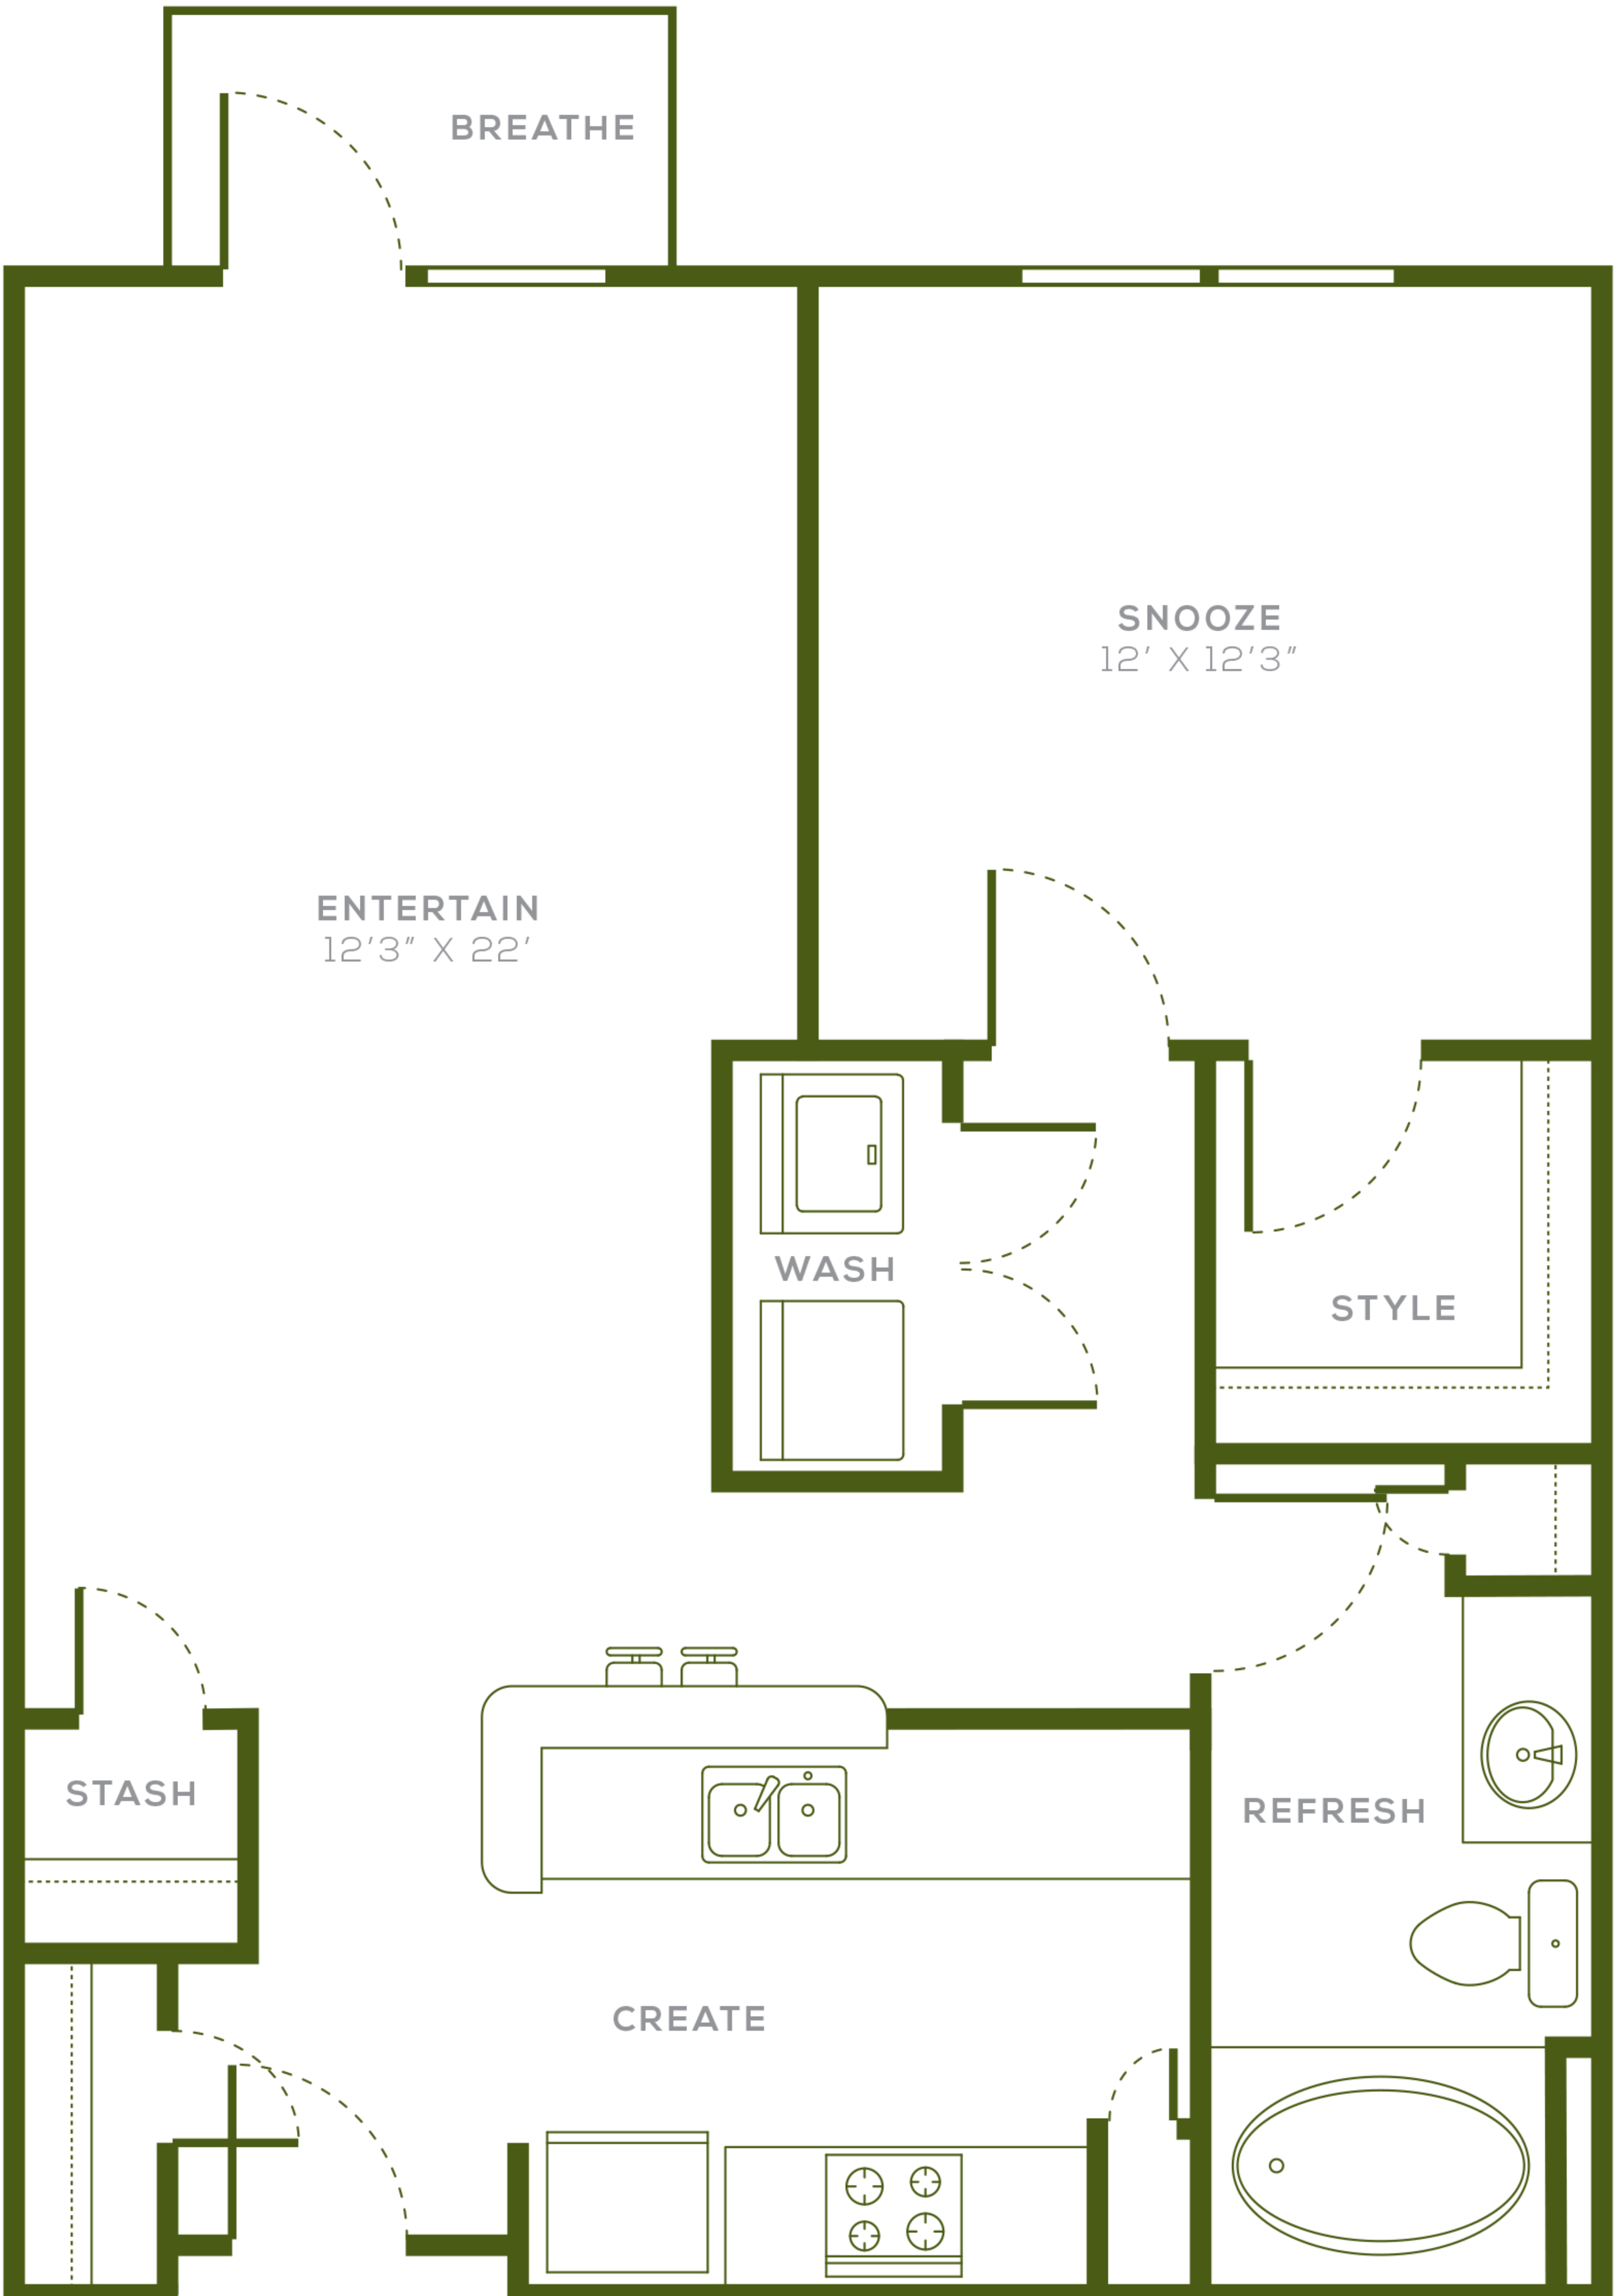 BREATHE
SNOOZE
12' X 12'3"
ENTERTAIN
12'3" X 22'
WASH
STYLE
STASH
REFRESH
CREATE